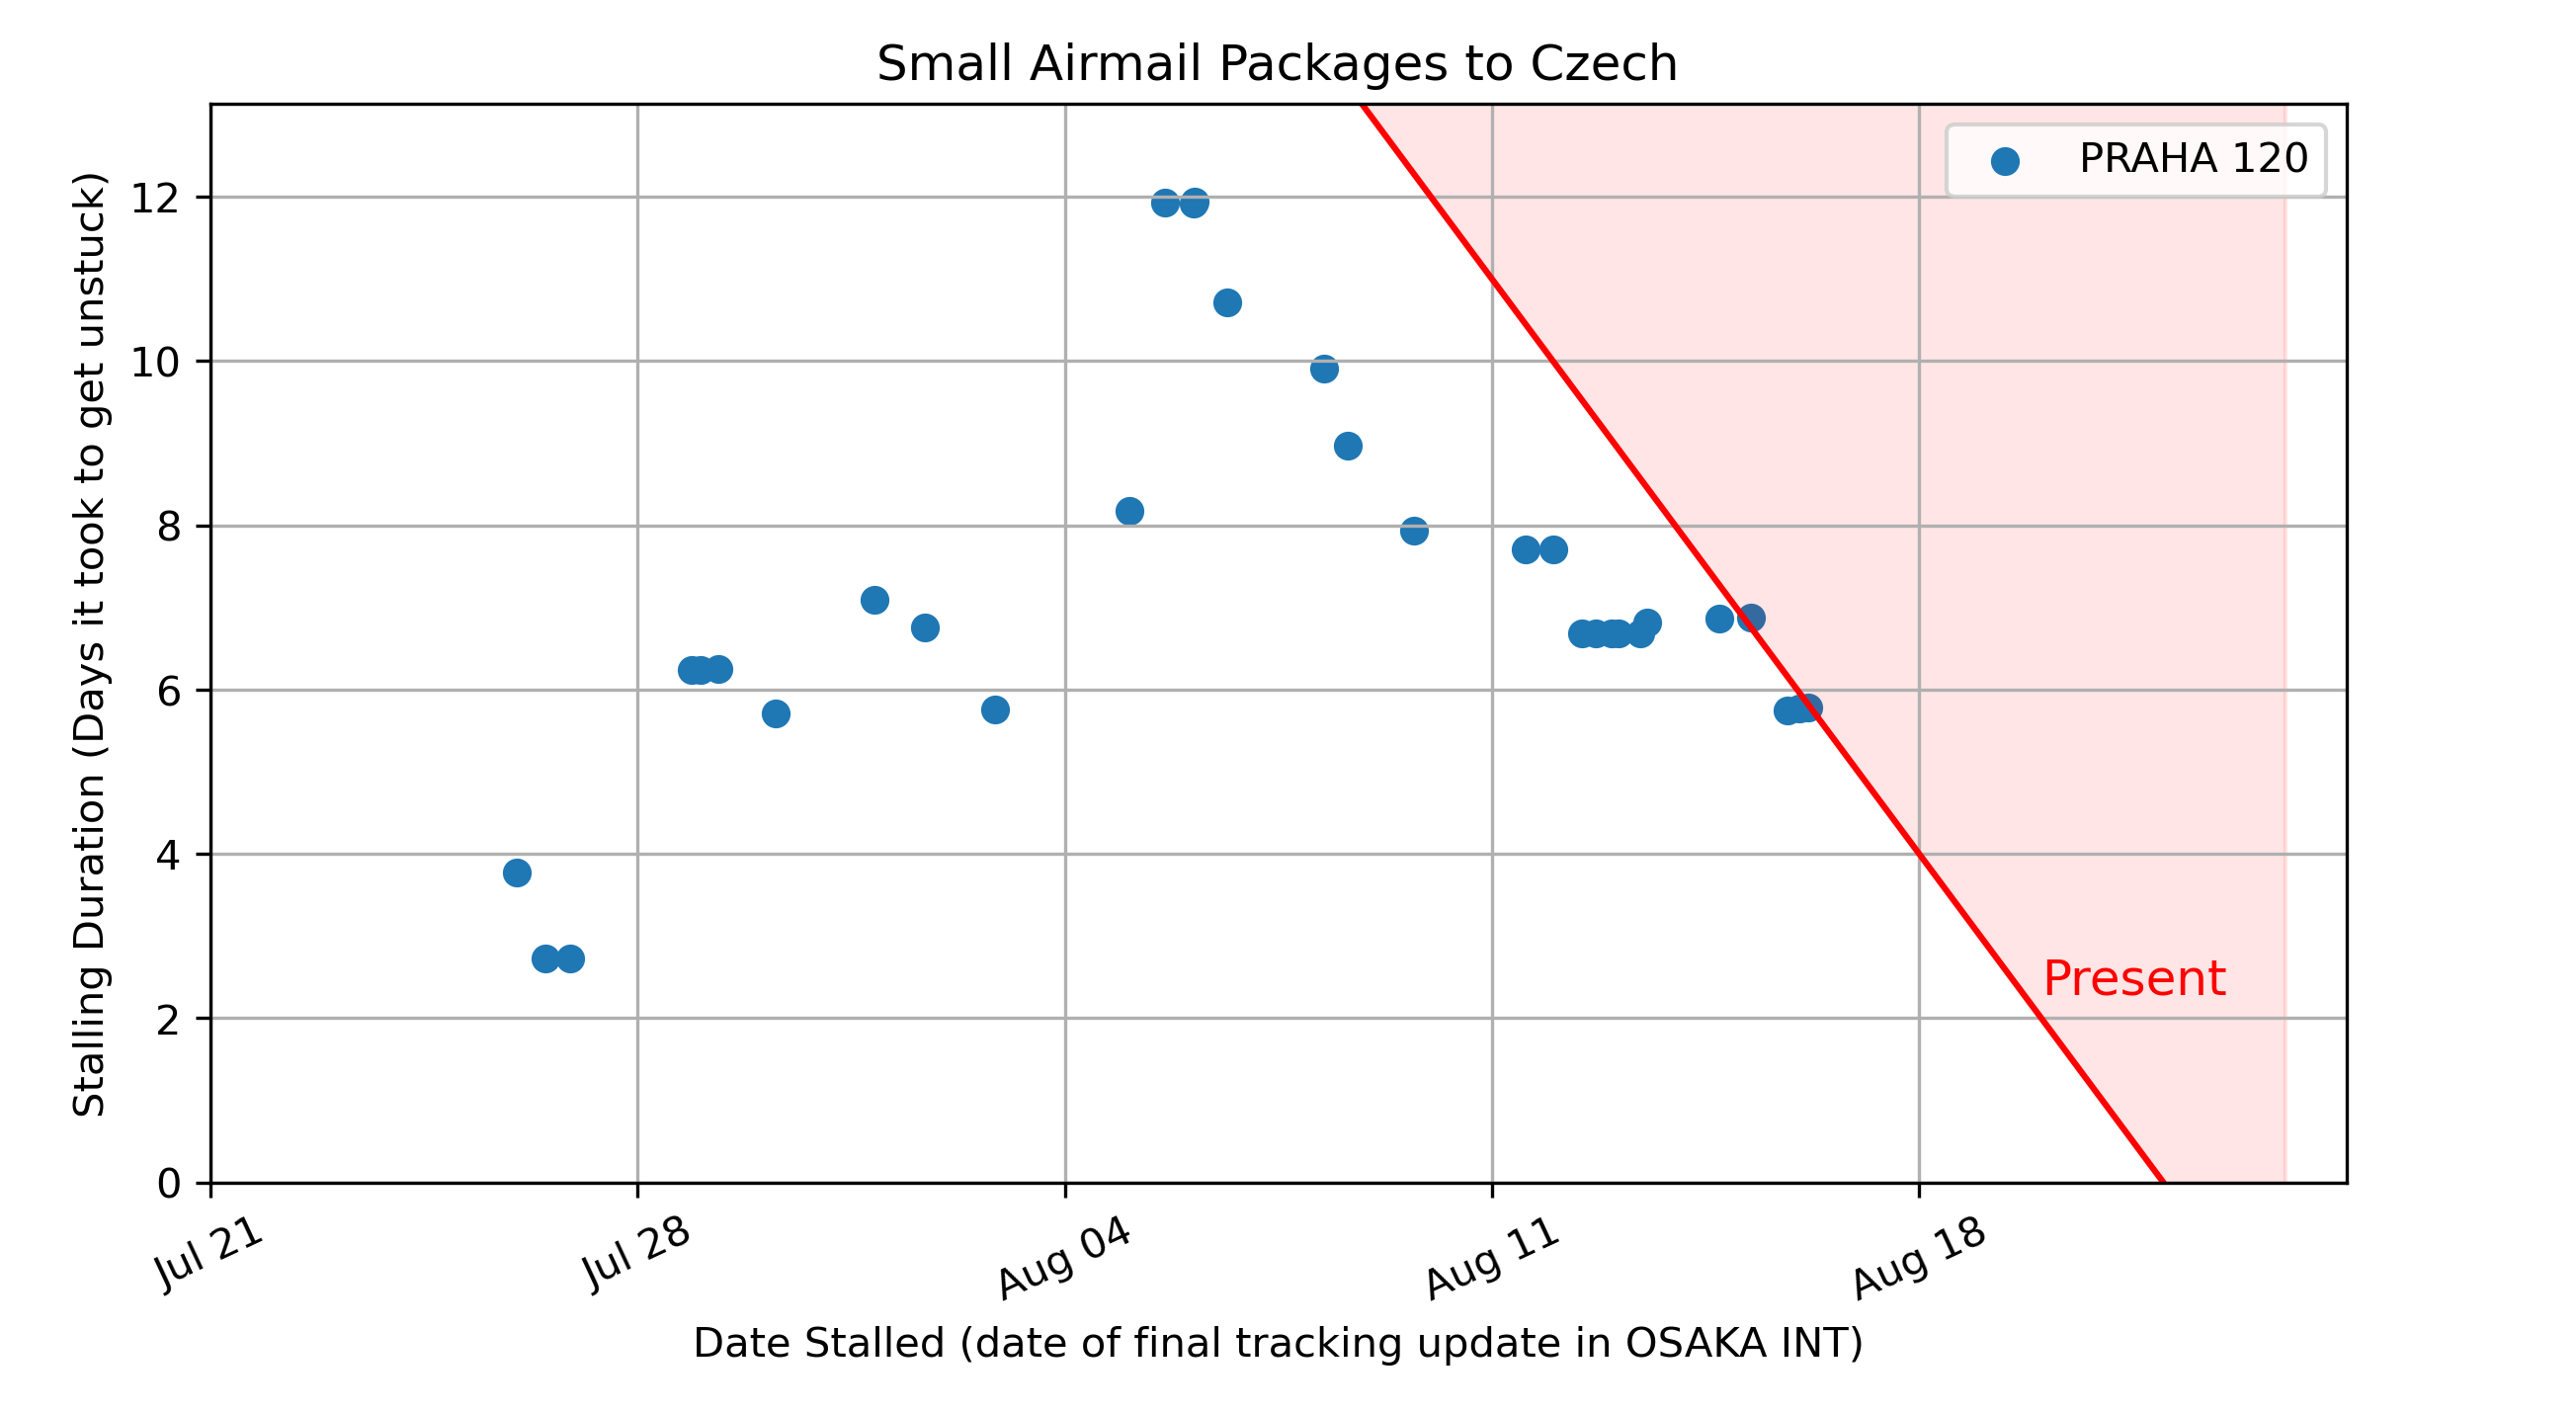 Small Airmail Packages to Czech
PRAHA 120
Stalling Duration (Days it took to get unstuck)
12
10
8
6
4
2
0
Present
Jul 21
Jul 28
Aug 04
Aug 11
Aug 18
Date Stalled (date of final tracking update in OSAKA INT)